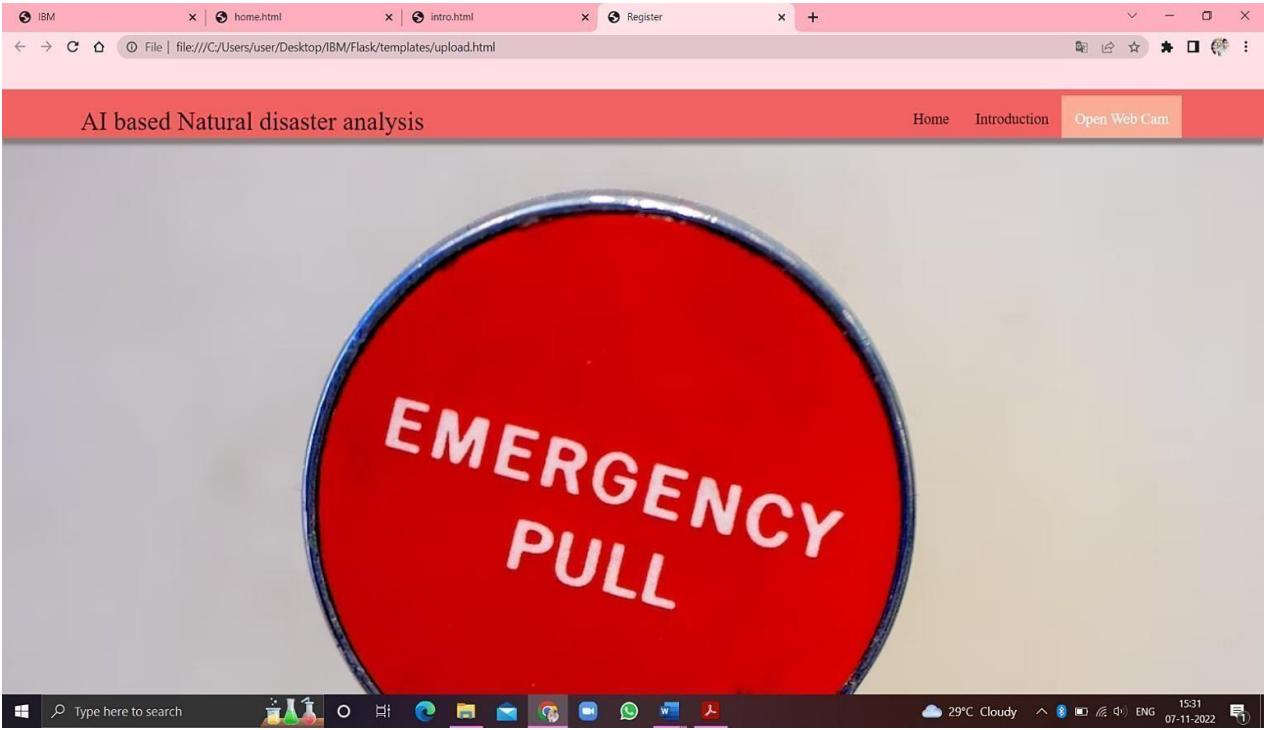 IBM
home.html
intro.html
Register
File | file:///C:/Users/user/Desktop/IBM/Flask/templates/upload.html
AI based Natural disaster analysis
Home Introduction Open Web Cam
EMERGENCY
PULL
Type here to search
29°C Cloudy ENG 15:31
07-11-2022
1